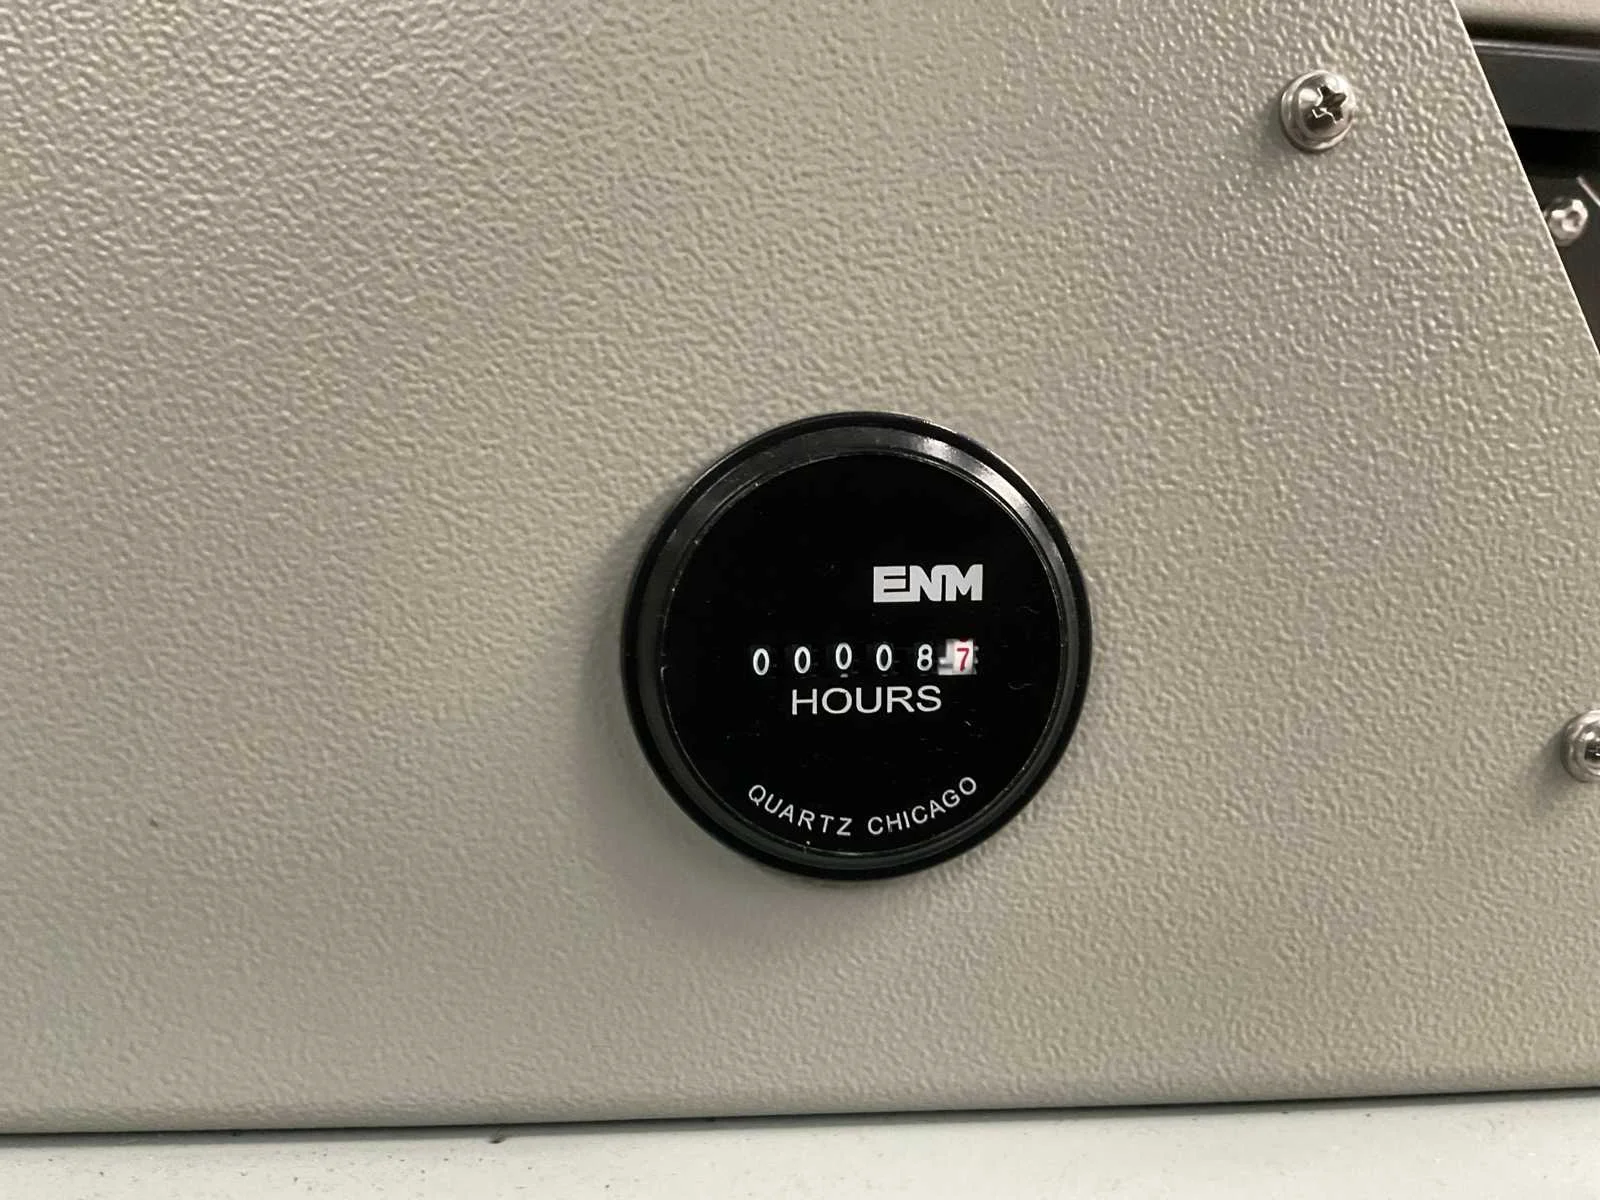 ENM
000087
HOURS
QUARTZ CHICAGO